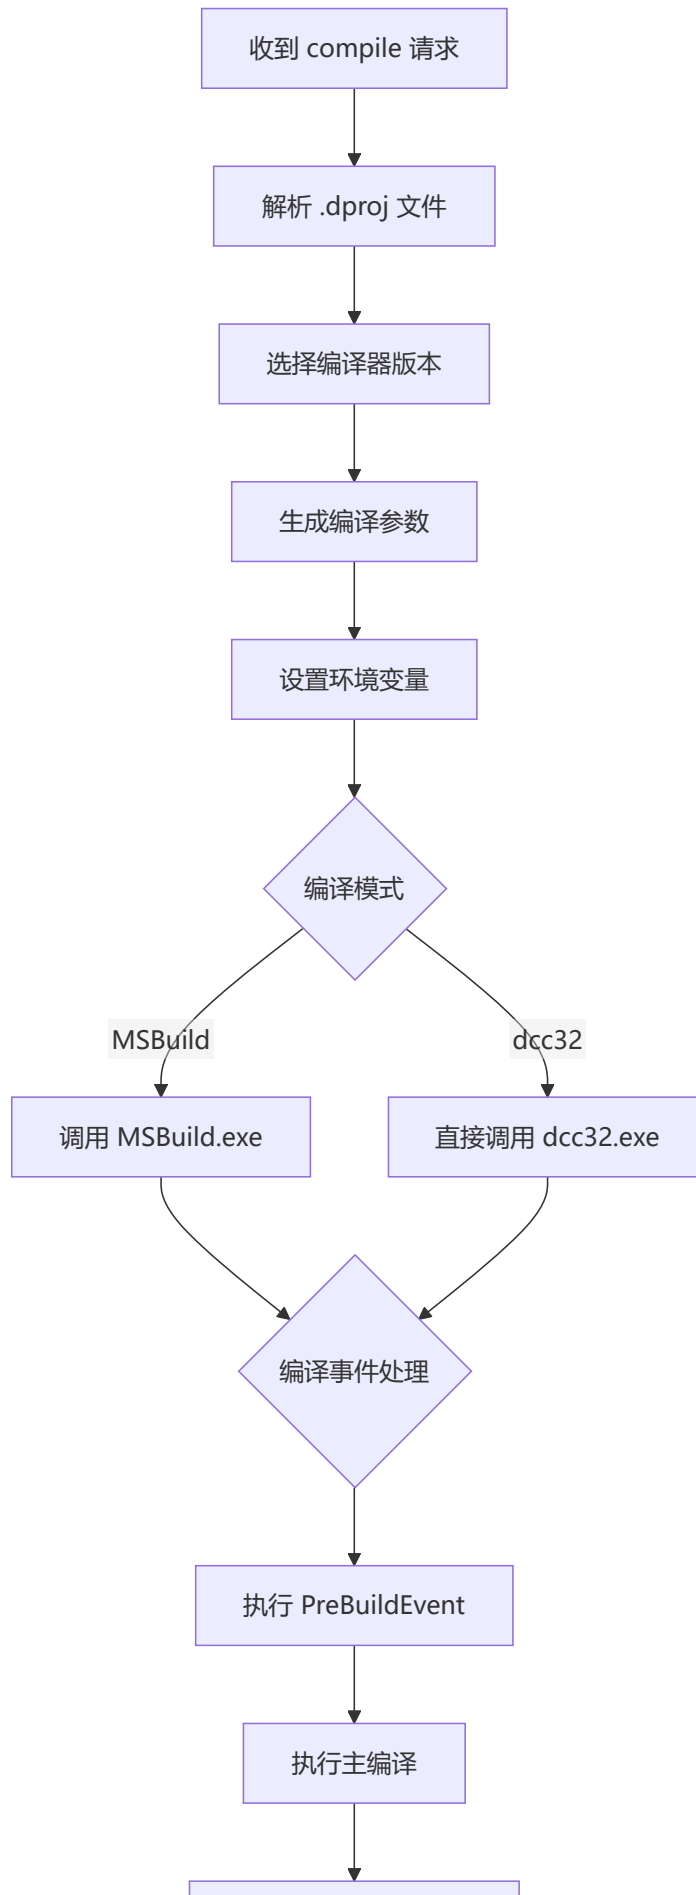 收到 compile 请求
解析 .dproj 文件
选择编译器版本
生成编译参数
设置环境变量
编译模式
MSBuild
dcc32
调用 MSBuild.exe
直接调用 dcc32.exe
编译事件处理
执行 PreBuildEvent
执行主编译